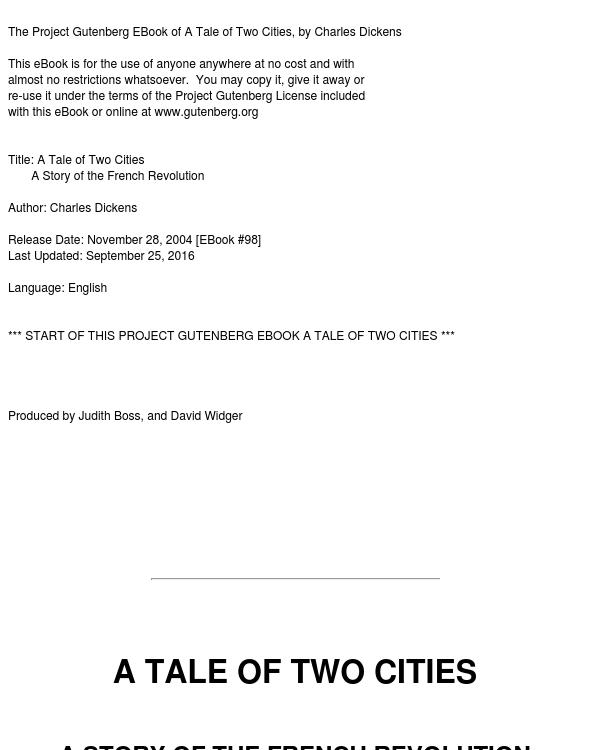 The Project Gutenberg EBook of A Tale of Two Cities, by Charles Dickens
This eBook is for the use of anyone anywhere at no cost and with
almost no restrictions whatsoever.  You may copy it, give it away or
re-use it under the terms of the Project Gutenberg License included
with this eBook or online at www.gutenberg.org
Title: A Tale of Two Cities
A Story of the French Revolution
Author: Charles Dickens
Release Date: November 28, 2004 [EBook #98]
Last Updated: September 25, 2016
Language: English
*** START OF THIS PROJECT GUTENBERG EBOOK A TALE OF TWO CITIES ***
Produced by Judith Boss, and David Widger
A TALE OF TWO CITIES
A STORY OF THE FRENCH REVOLUTION